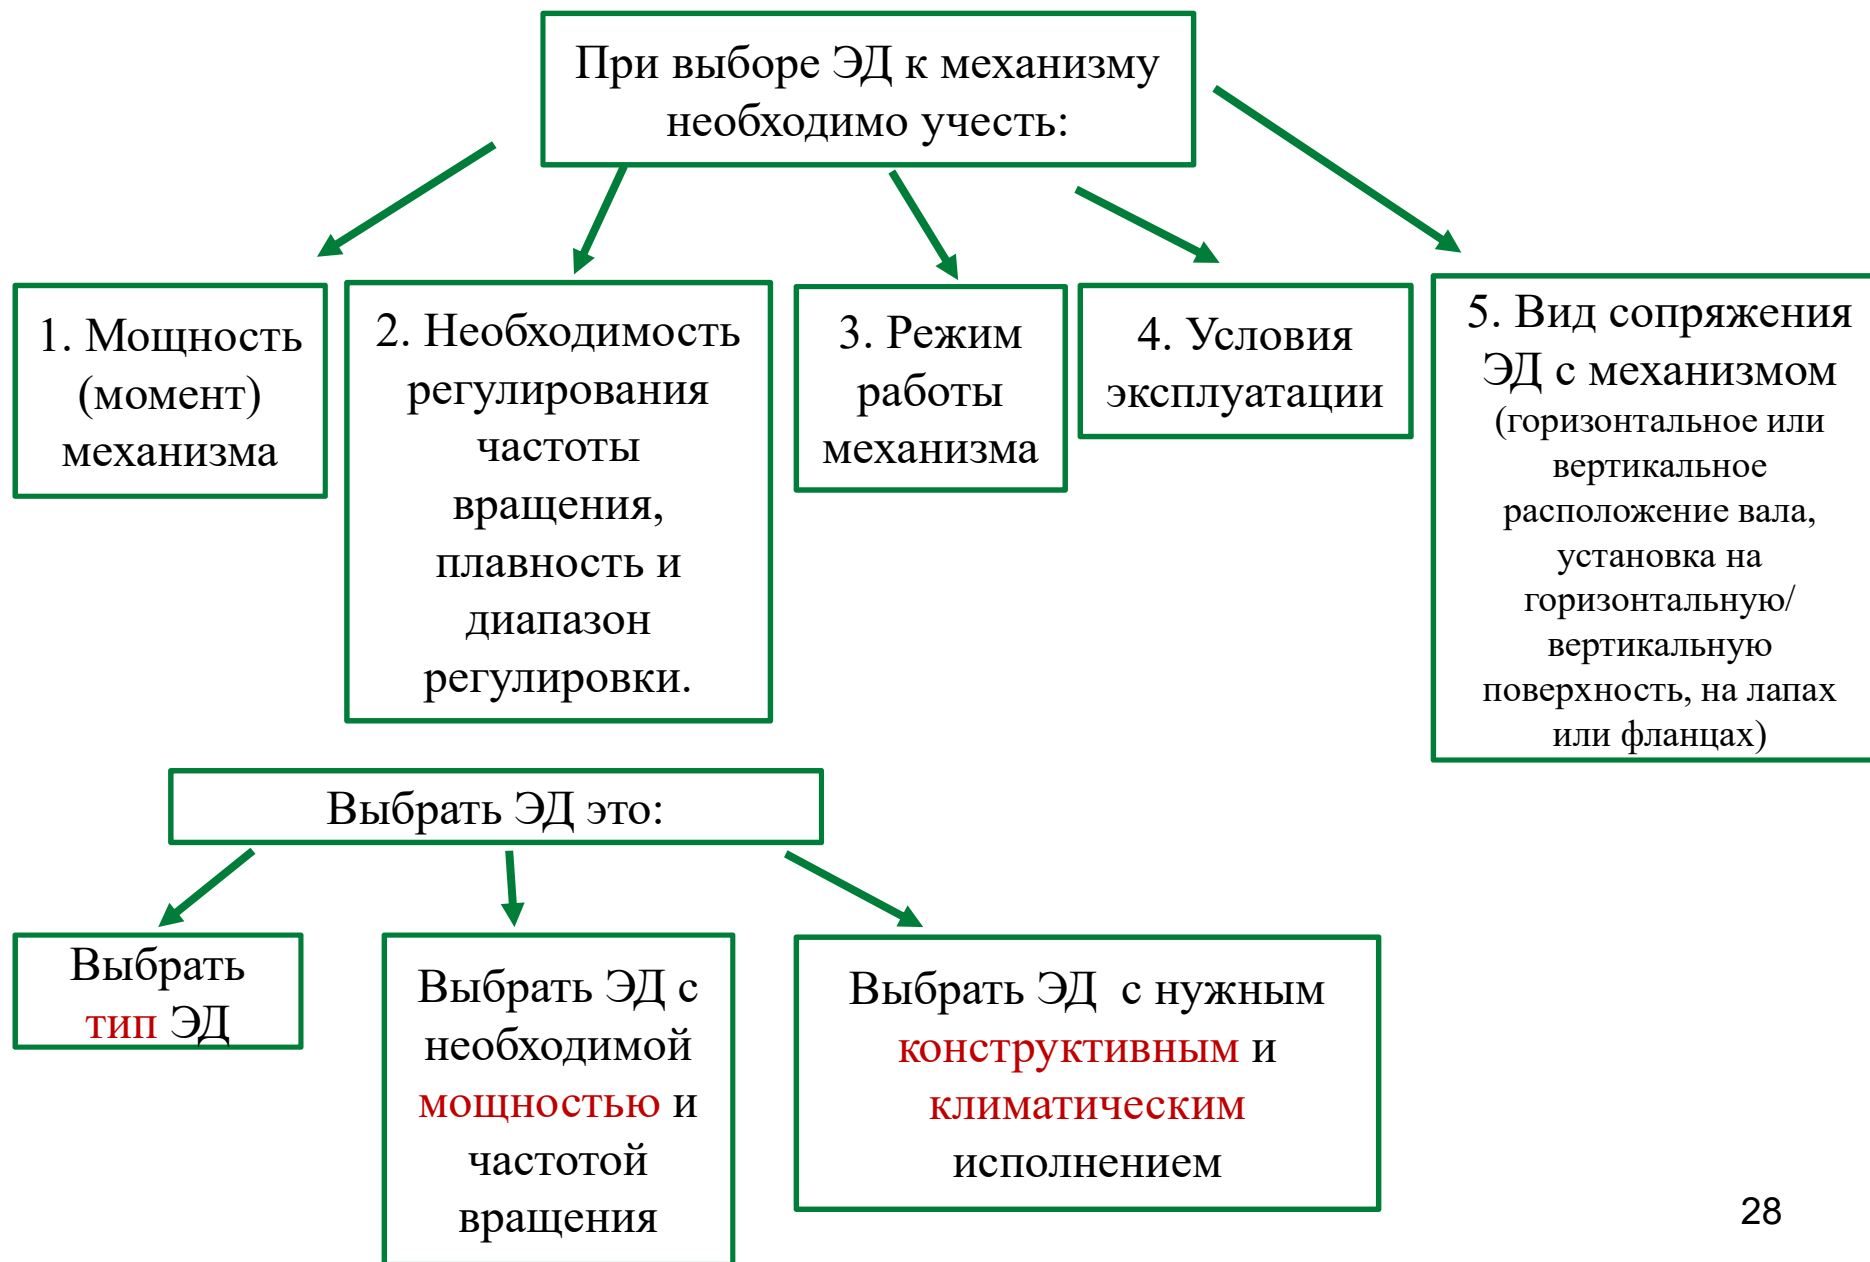 При выборе ЭД к механизму
необходимо учесть:
1. Мощность
(момент)
механизма
2. Необходимость
регулирования
частоты
вращения,
плавность и
диапазон
регулировки.
3. Режим
работы
механизма
4. Условия
эксплуатации
5. Вид сопряжения
ЭД с механизмом
(горизонтальное или
вертикальное
расположение вала,
установка на
горизонтальную/
вертикальную
поверхность, на лапах
или фланцах)
Выбрать ЭД это:
Выбрать
тип ЭД
Выбрать ЭД с
необходимой
мощностью и
частотой
вращения
Выбрать ЭД с нужным
конструктивным и
климатическим
исполнением
28